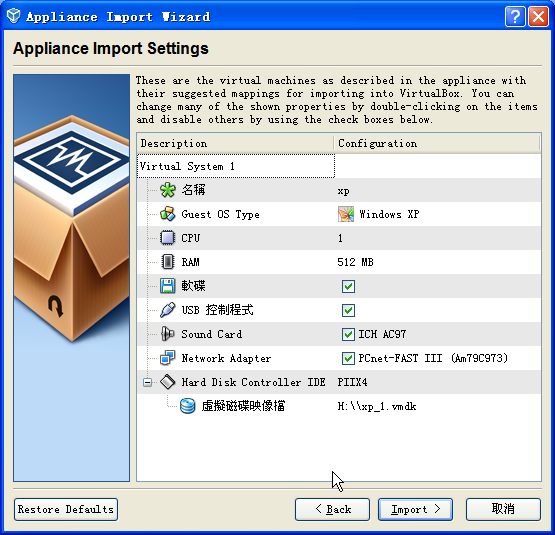 Appliance Import Wizard
Appliance Import Settings
These are the virtual machines as described in the appliance with
their suggested mappings for importing into VirtualBox. You can
change many of the shown properties by double-clicking on the items
and disable others by using the check boxes below.
Description Configuration
Virtual System 1
名稱 xp
Guest OS Type Windows XP
CPU 1
RAM 512 MB
軟碟
USB 控制程式
Sound Card ICH AC97
Network Adapter PCnet-FAST III (Am79C973)
Hard Disk Controller IDE PIIX4
虛擬磁碟映像檔 H:\\xp_1.vmdk
Restore Defaults < Back Import > 取消